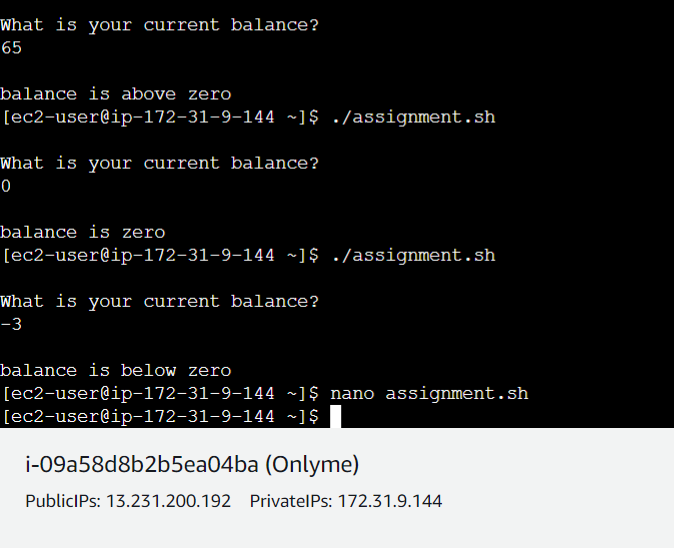 What is your current balance?
65
balance is above zero
[ec2-user@ip-172-31-9-144 ~]$ ./assignment.sh
What is your current balance?
0
balance is zero
[ec2-user@ip-172-31-9-144 ~]$ ./assignment.sh
What is your current balance?
-3
balance is below zero
[ec2-user@ip-172-31-9-144 ~]$ nano assignment.sh
[ec2-user@ip-172-31-9-144 ~]$
i-09a58d8b2b5ea04ba (Onlyme)
PublicIPs: 13.231.200.192 PrivateIPs: 172.31.9.144